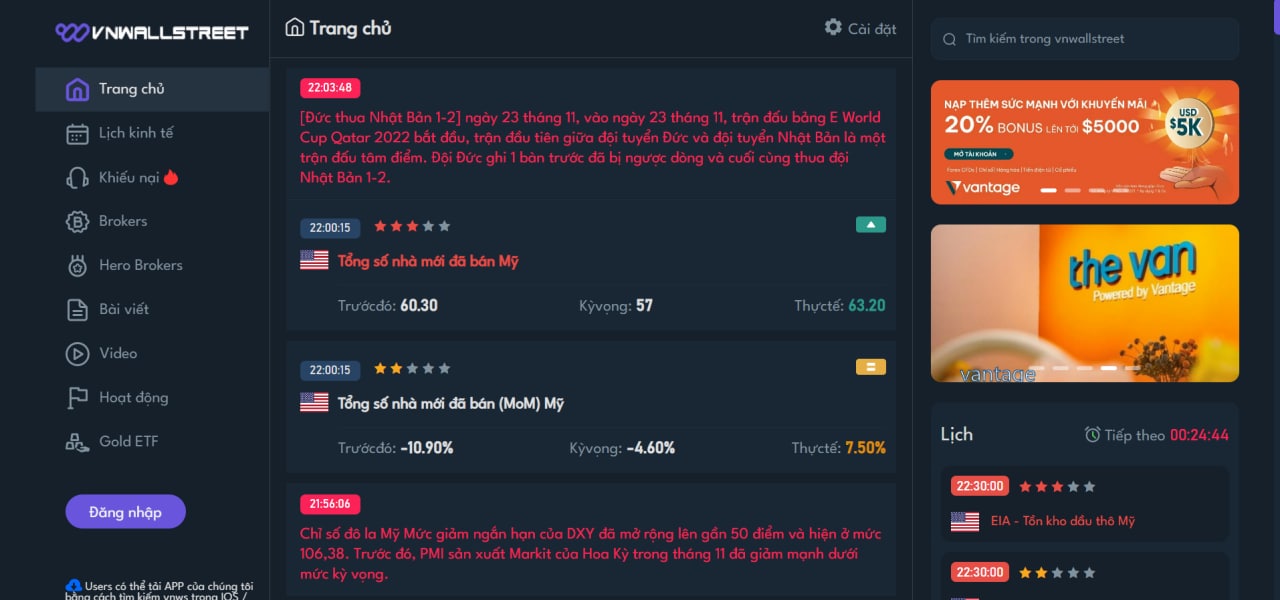 VNWALLSTREET
Trang chủ
Lịch kinh tế
Khiếu nại
Brokers
Hero Brokers
Bài viết
Video
Hoạt động
Gold ETF
Đăng nhập
Users có thể tải APP của chúng tôi
bằng cách tìm kiếm vnws trong IOS /
Trang chủ
Cài đặt
22:03:48
[Đức thua Nhật Bản 1-2] ngày 23 tháng 11, vào ngày 23 tháng 11, trận đấu bảng E World
Cup Qatar 2022 bắt đầu, trận đầu tiên giữa đội tuyển Đức và đội tuyển Nhật Bản là một
trận đấu tâm điểm. Đội Đức ghi 1 bàn trước đã bị ngược dòng và cuối cùng thua đội
Nhật Bản 1-2.
22:00:15
Tổng số nhà mới đã bán Mỹ
Trướcđó: 60.30 Kỳvọng: 57 Thựctế: 63.20
22:00:15
Tổng số nhà mới đã bán (MoM) Mỹ
Trướcđó: -10.90% Kỳvọng: -4.60% Thựctế: 7.50%
21:56:06
Chỉ số đô la Mỹ Mức giảm ngắn hạn của DXY đã mở rộng lên gần 50 điểm và hiện ở mức
106,38. Trước đó, PMI sản xuất Markit của Hoa Kỳ trong tháng 11 đã giảm mạnh dưới
mức kỳ vọng.
Tìm kiếm trong vnwallstreet
NẠP THÊM SỨC MẠNH VỚI KHUYẾN MÃI
20% BONUS LÊN TỚI $5000
USD
$5K
MỞ TÀI KHOẢN
Forex CFDs | Chỉ số | Hàng hóa | Tiền điện tử | Cổ phiếu
vantage
the van
Powered by Vantage
vantage
Lịch
Tiếp theo 00:24:44
22:30:00
EIA - Tồn kho dầu thô Mỹ
22:30:00